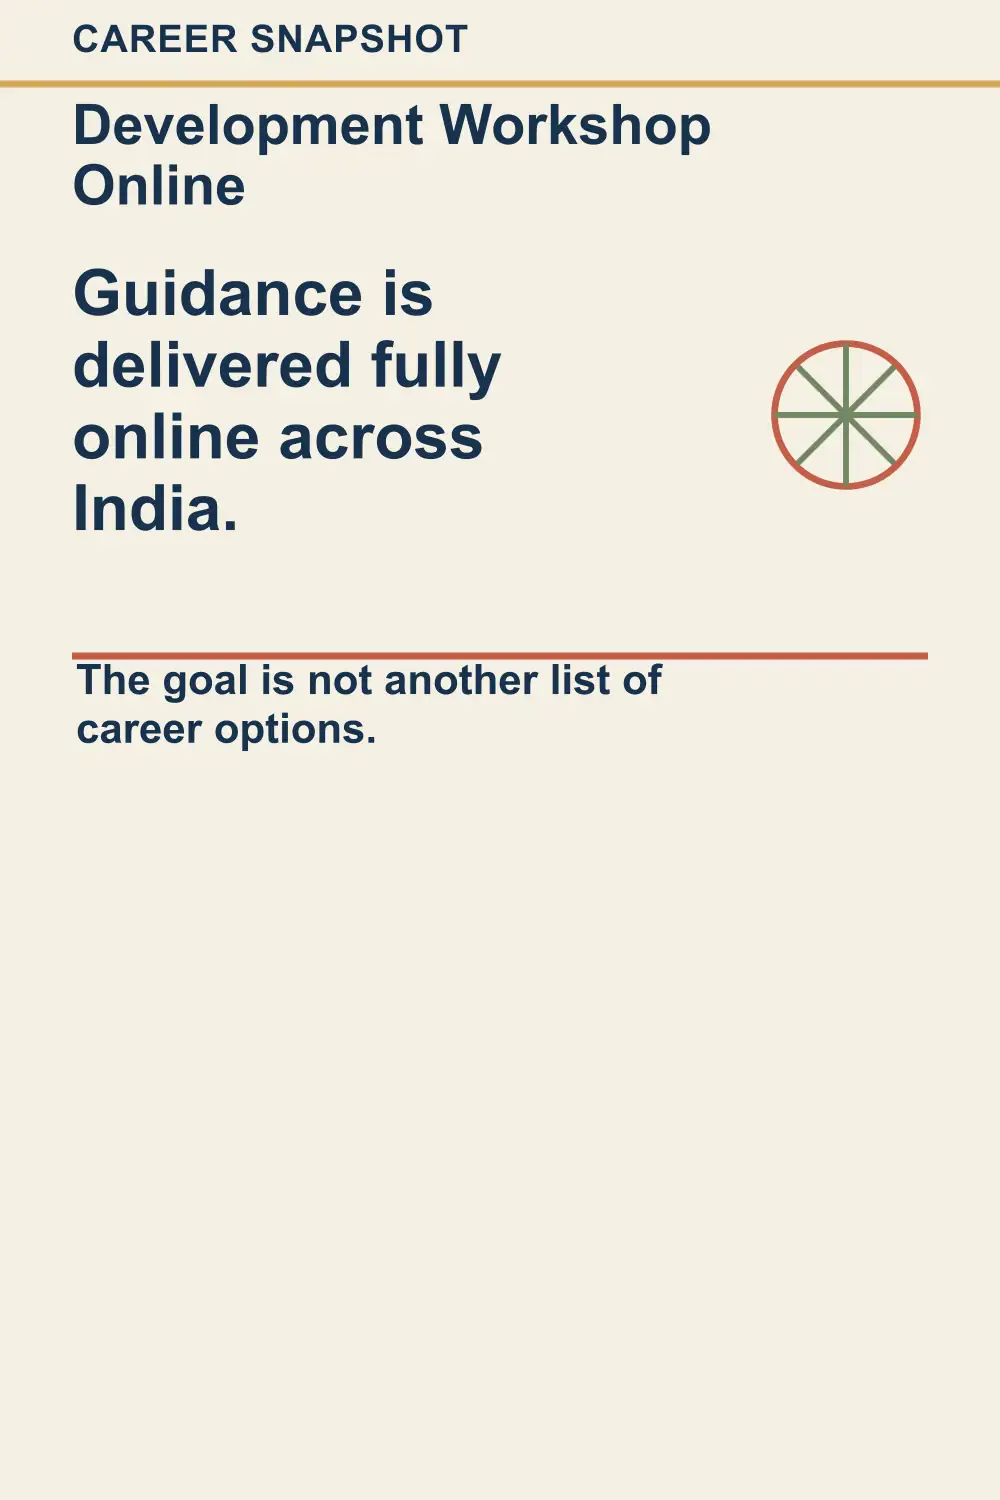 CAREER SNAPSHOT
Development Workshop
Online
Guidance is
delivered fully
online across
India.
The goal is not another list of
career options.